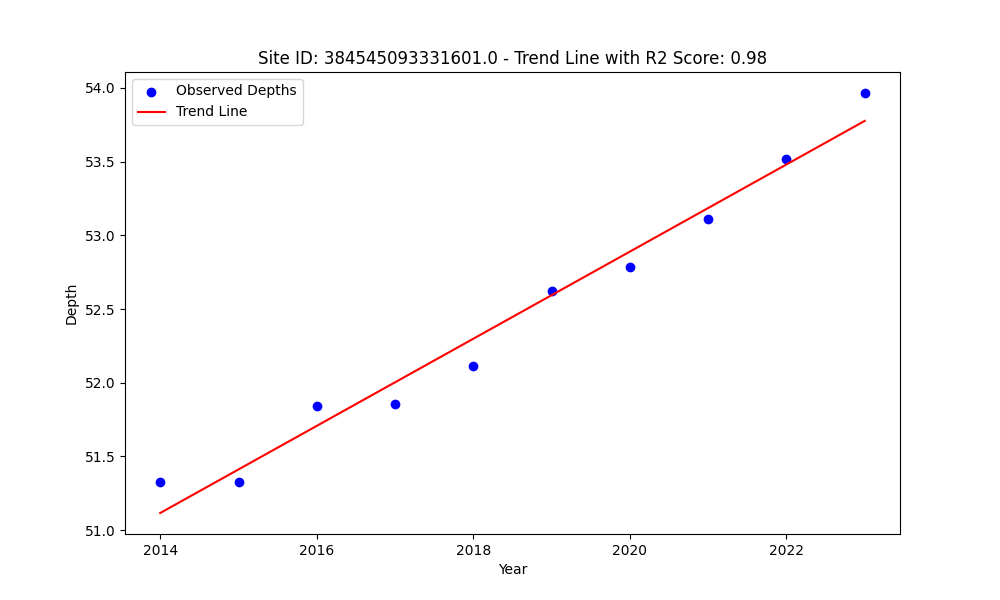 Site ID: 384545093331601.0 - Trend Line with R2 Score: 0.98
Observed Depths
Trend Line
54.0
53.5
53.0
52.5
52.0
51.5
51.0
Depth
2014 2016 2018 2020 2022
Year